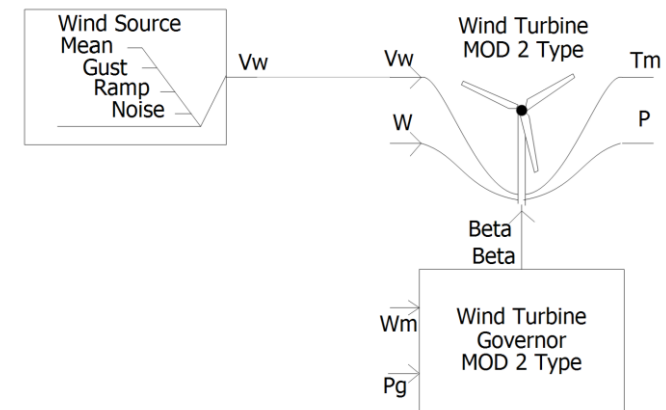 Wind Source
Mean
Gust
Ramp
Noise
Vw
Vw
W
Wind Turbine
MOD 2 Type
Tm
P
Beta
Beta
Wm
Pg
Wind Turbine
Governor
MOD 2 Type